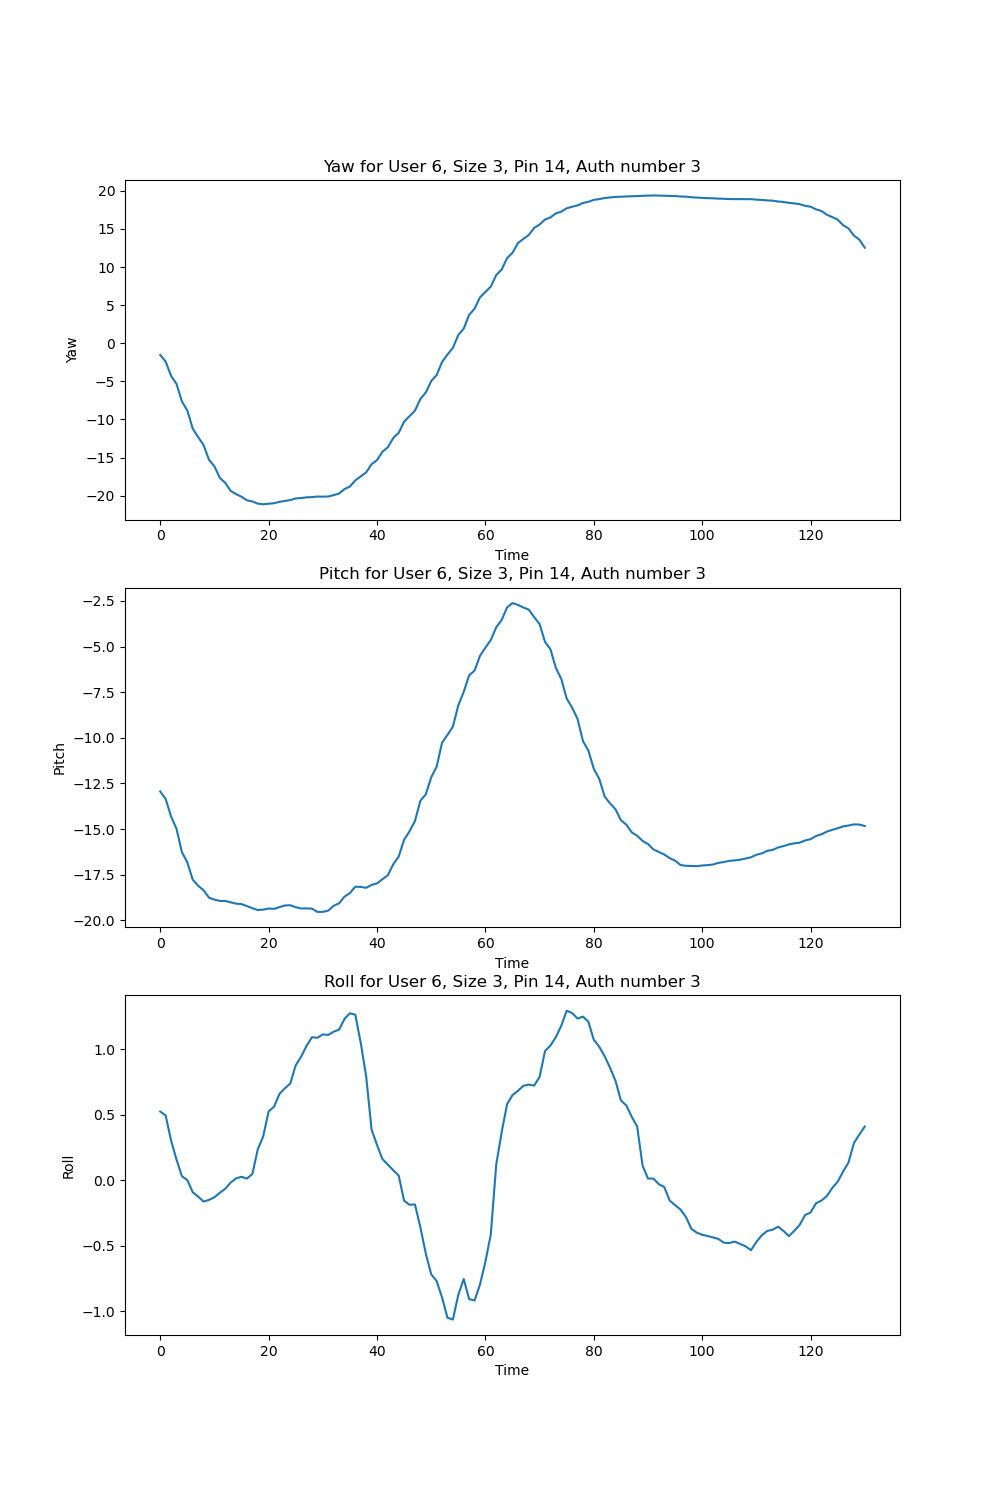 Yaw for User 6, Size 3, Pin 14, Auth number 3
20
15
10
5
0
−5
−10
−15
−20
Yaw
0 20 40 60 80 100 120
Time
Pitch for User 6, Size 3, Pin 14, Auth number 3
−2.5
−5.0
−7.5
−10.0
−12.5
−15.0
−17.5
−20.0
Pitch
0 20 40 60 80 100 120
Time
Roll for User 6, Size 3, Pin 14, Auth number 3
1.0
0.5
0.0
−0.5
−1.0
Roll
0 20 40 60 80 100 120
Time